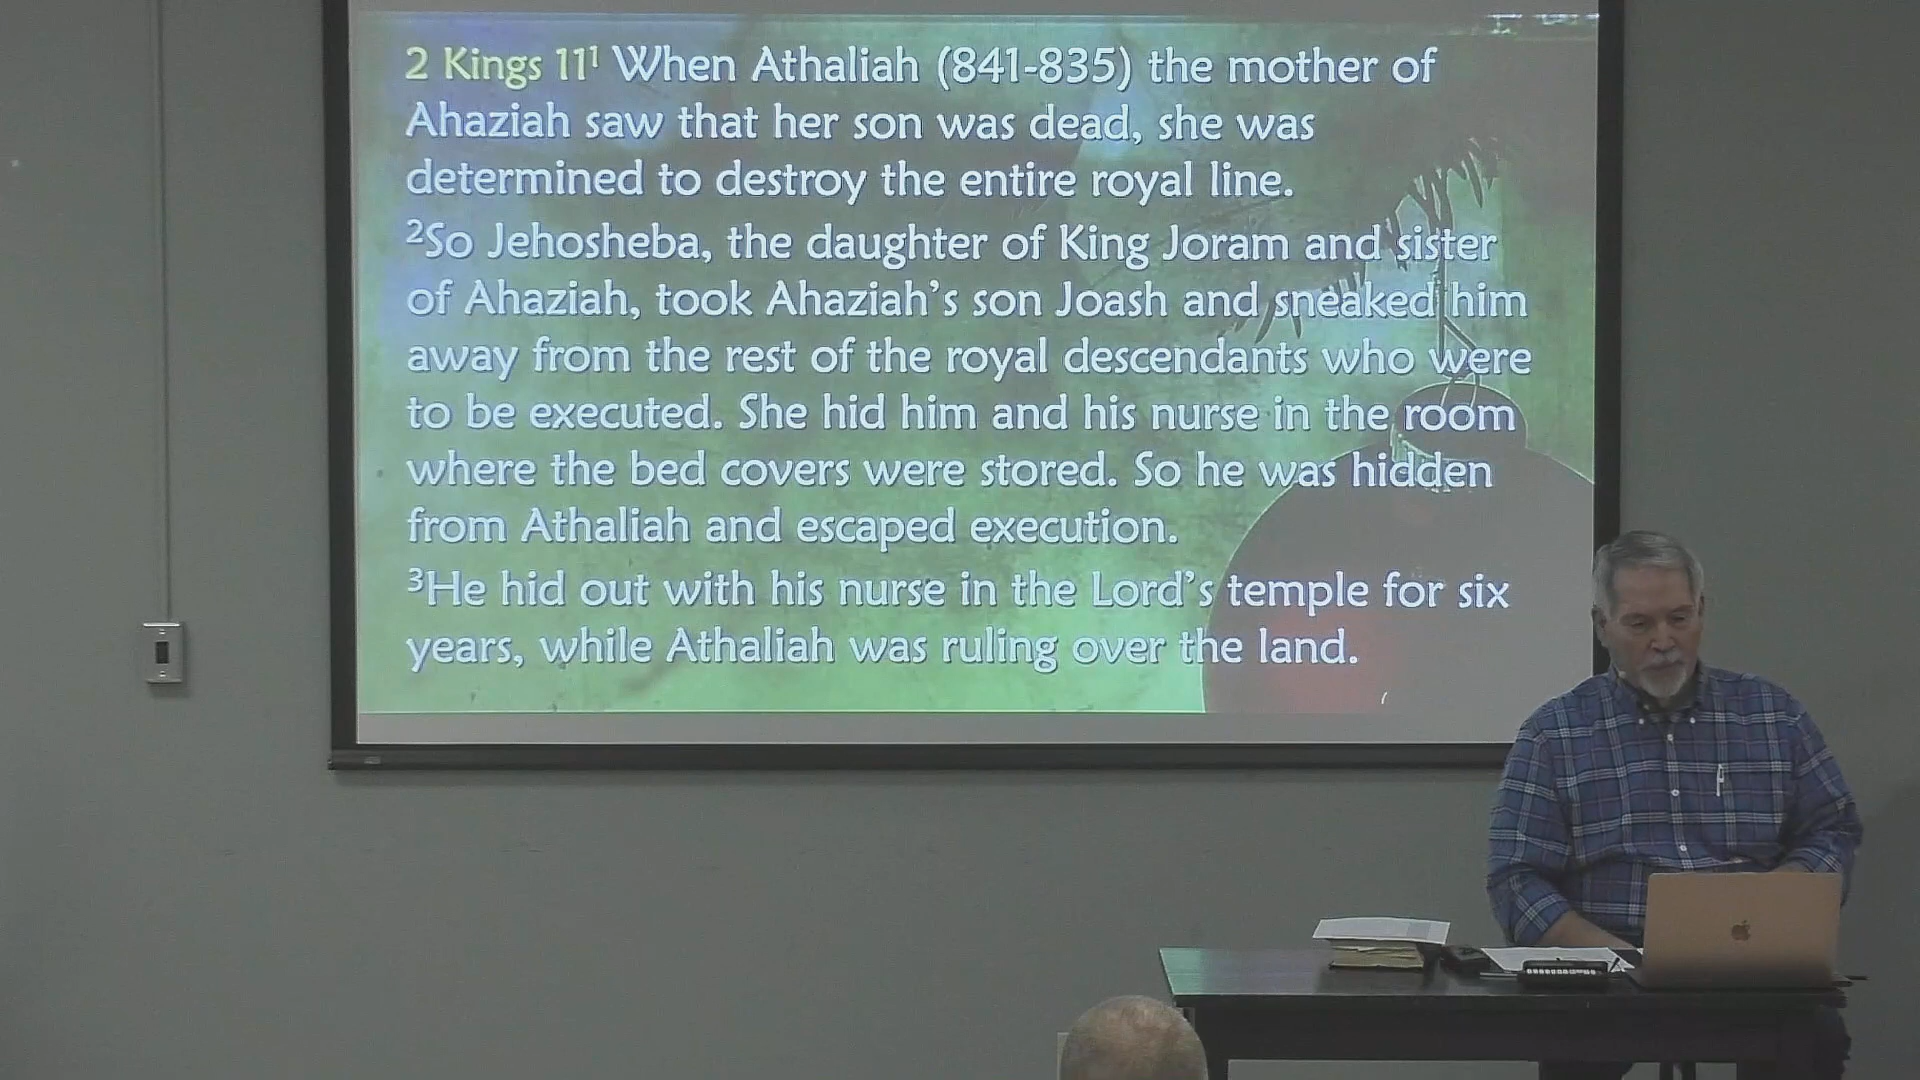 2 Kings 11¹ When Athaliah (841-835) the mother of
Ahaziah saw that her son was dead, she was
determined to destroy the entire royal line.
²So Jehosheba, the daughter of King Joram and sister
of Ahaziah, took Ahaziah’s son Joash and sneaked him
away from the rest of the royal descendants who were
to be executed. She hid him and his nurse in the room
where the bed covers were stored. So he was hidden
from Athaliah and escaped execution.
³He hid out with his nurse in the Lord’s temple for six
years, while Athaliah was ruling over the land.